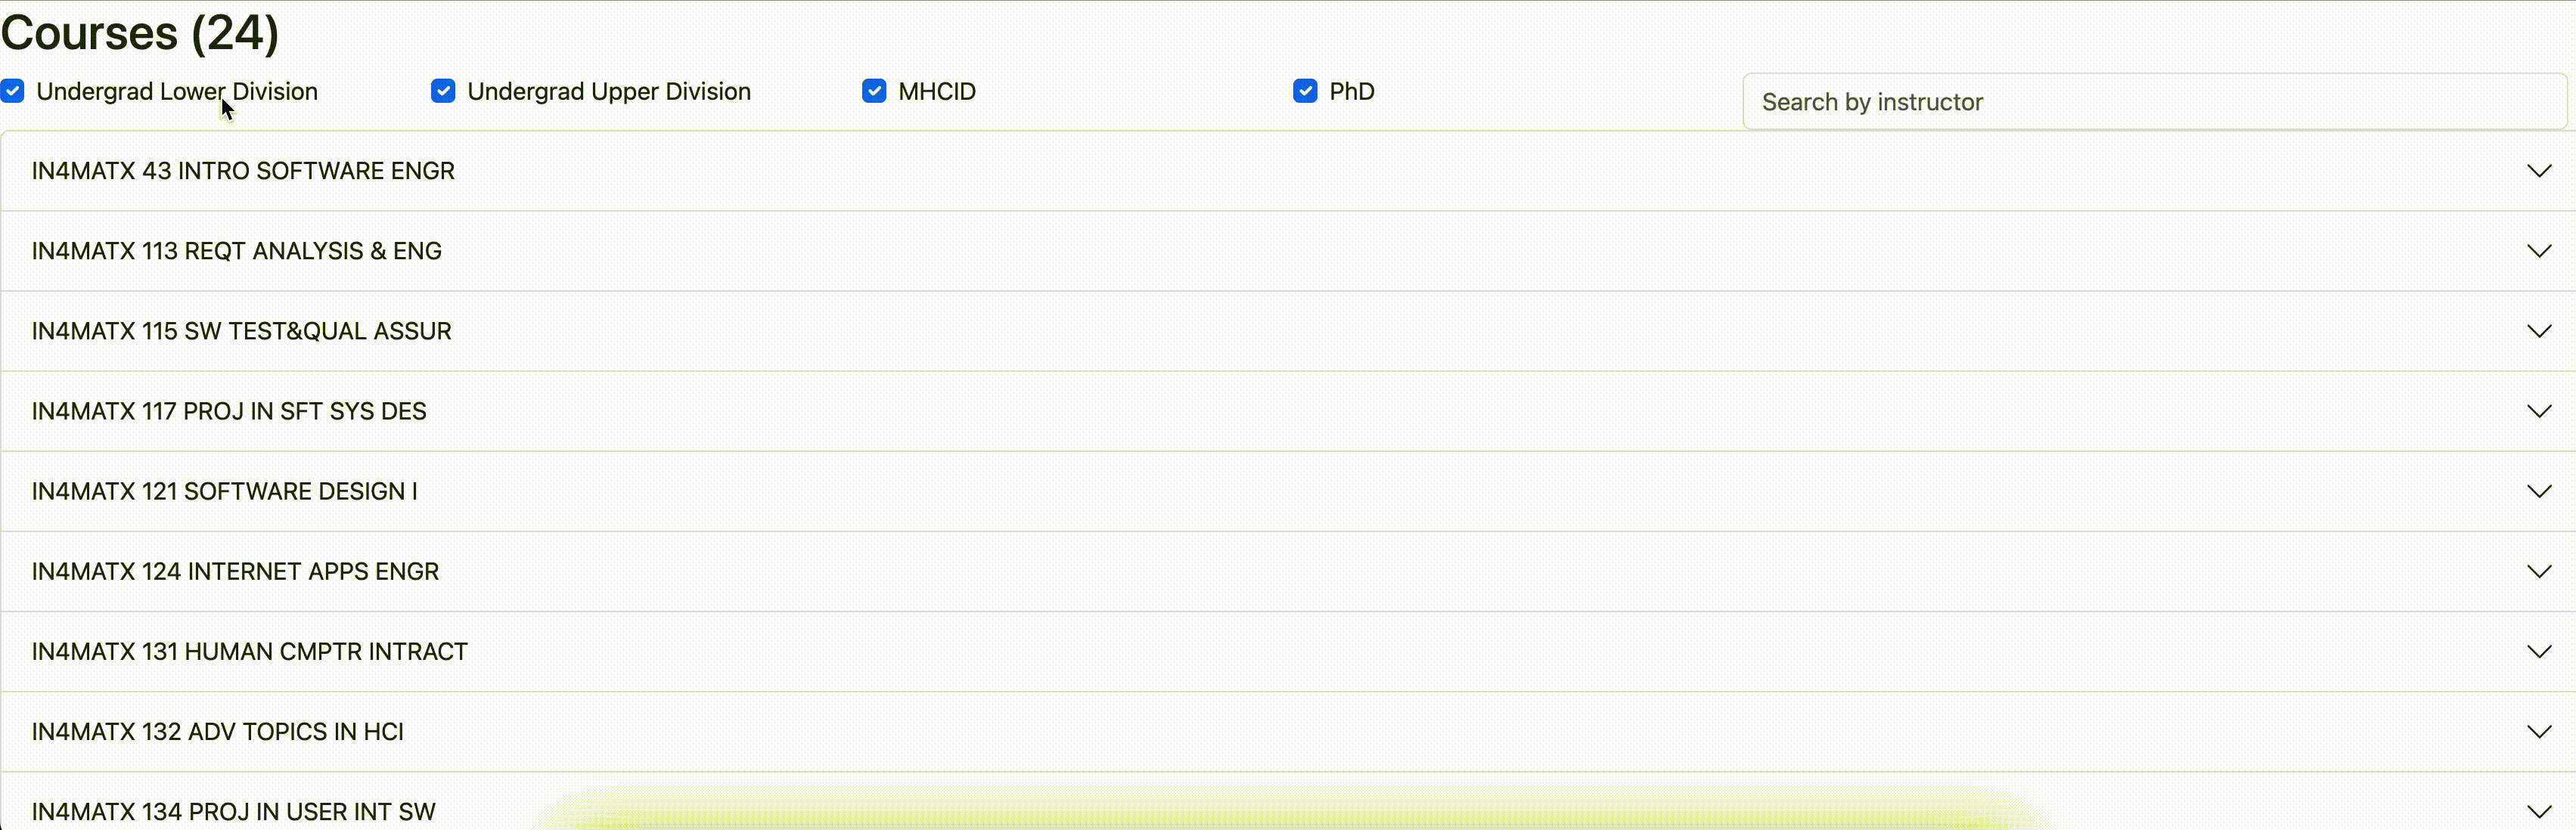 Courses (24)
Undergrad Lower Division
Undergrad Upper Division
MHCID
PhD
Search by instructor
IN4MATX 43 INTRO SOFTWARE ENGR
IN4MATX 113 REQT ANALYSIS & ENG
IN4MATX 115 SW TEST&QUAL ASSUR
IN4MATX 117 PROJ IN SFT SYS DES
IN4MATX 121 SOFTWARE DESIGN I
IN4MATX 124 INTERNET APPS ENGR
IN4MATX 131 HUMAN CMPTR INTRACT
IN4MATX 132 ADV TOPICS IN HCI
IN4MATX 134 PROJ IN USER INT SW